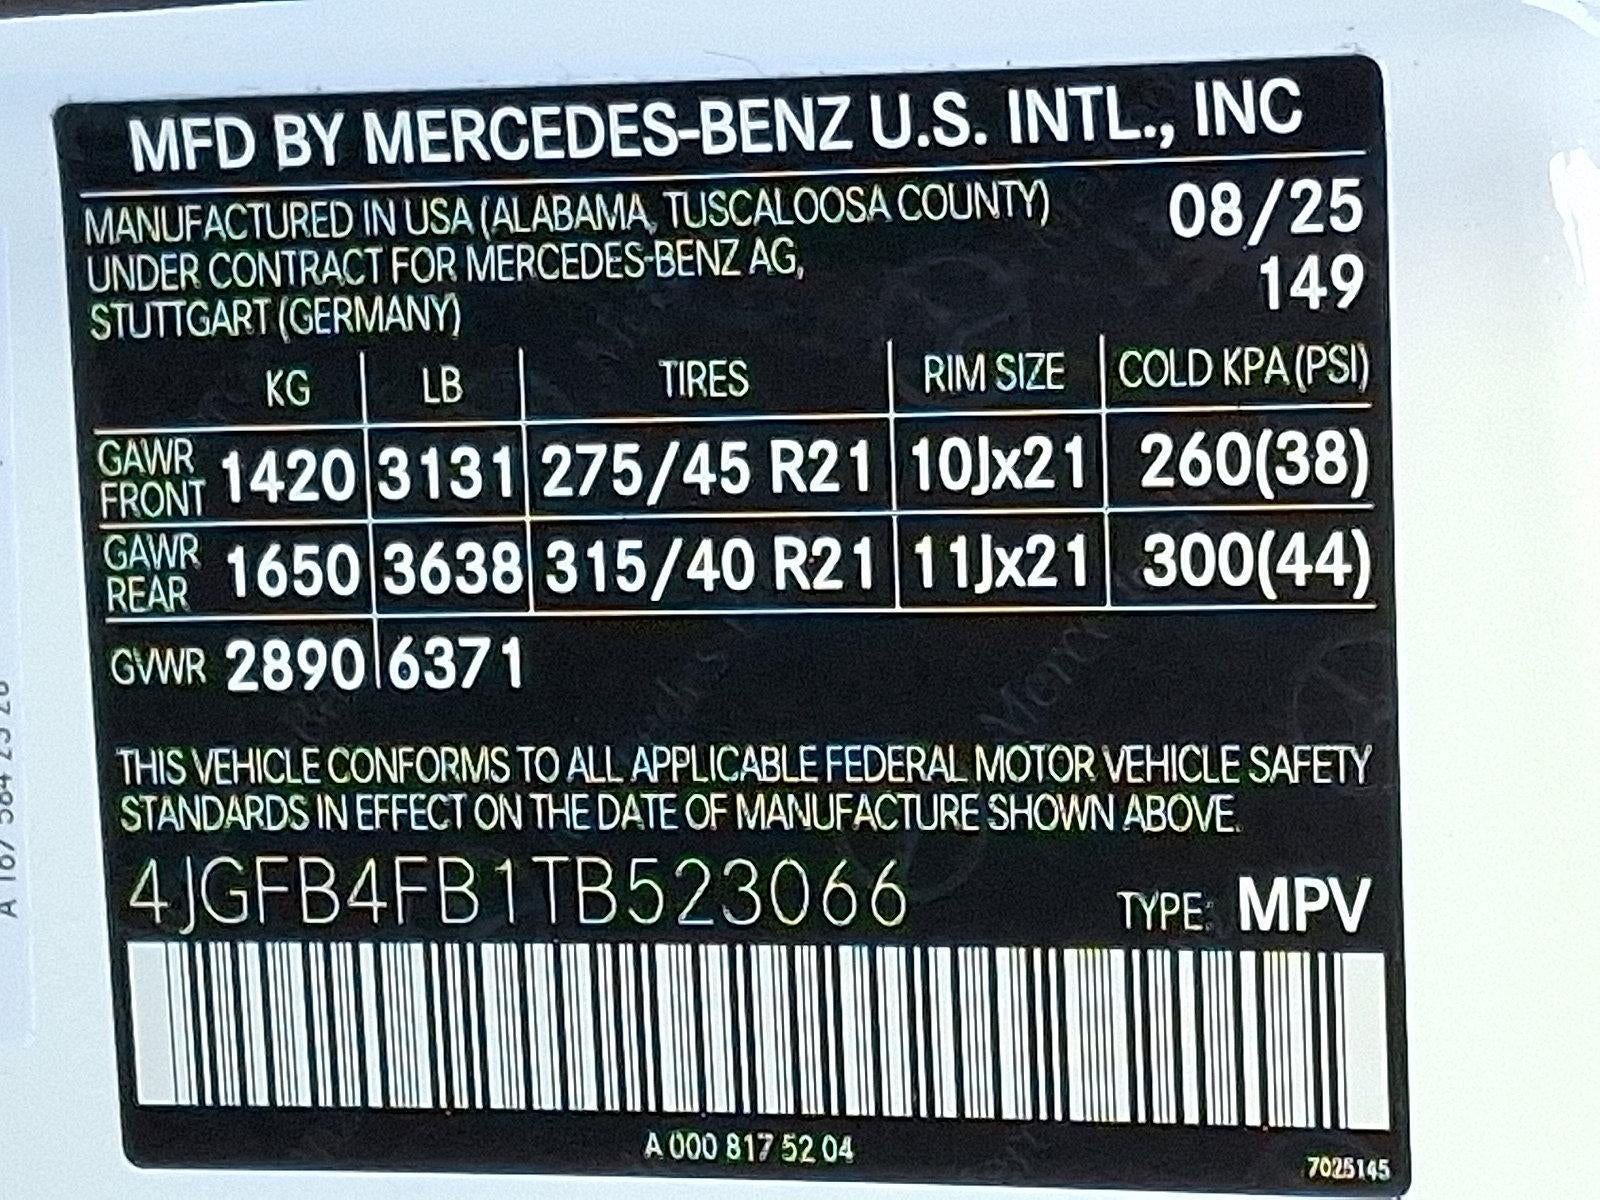 MFD BY MERCEDES-BENZ U.S. INTL., INC
MANUFACTURED IN USA (ALABAMA, TUSCALOOSA COUNTY) 08/25
UNDER CONTRACT FOR MERCEDES-BENZ AG, 149
STUTTGART (GERMANY)
KG LB TIRES RIM SIZE COLD KPA (PSI)
GAWR FRONT 1420 3131 275/45 R21 10Jx21 260(38)
GAWR REAR 1650 3638 315/40 R21 11Jx21 300(44)
GVWR 2890 6371
THIS VEHICLE CONFORMS TO ALL APPLICABLE FEDERAL MOTOR VEHICLE SAFETY
STANDARDS IN EFFECT ON THE DATE OF MANUFACTURE SHOWN ABOVE.
4JGFB4FB1TB523066 TYPE: MPV
A 000 817 52 04
7025145